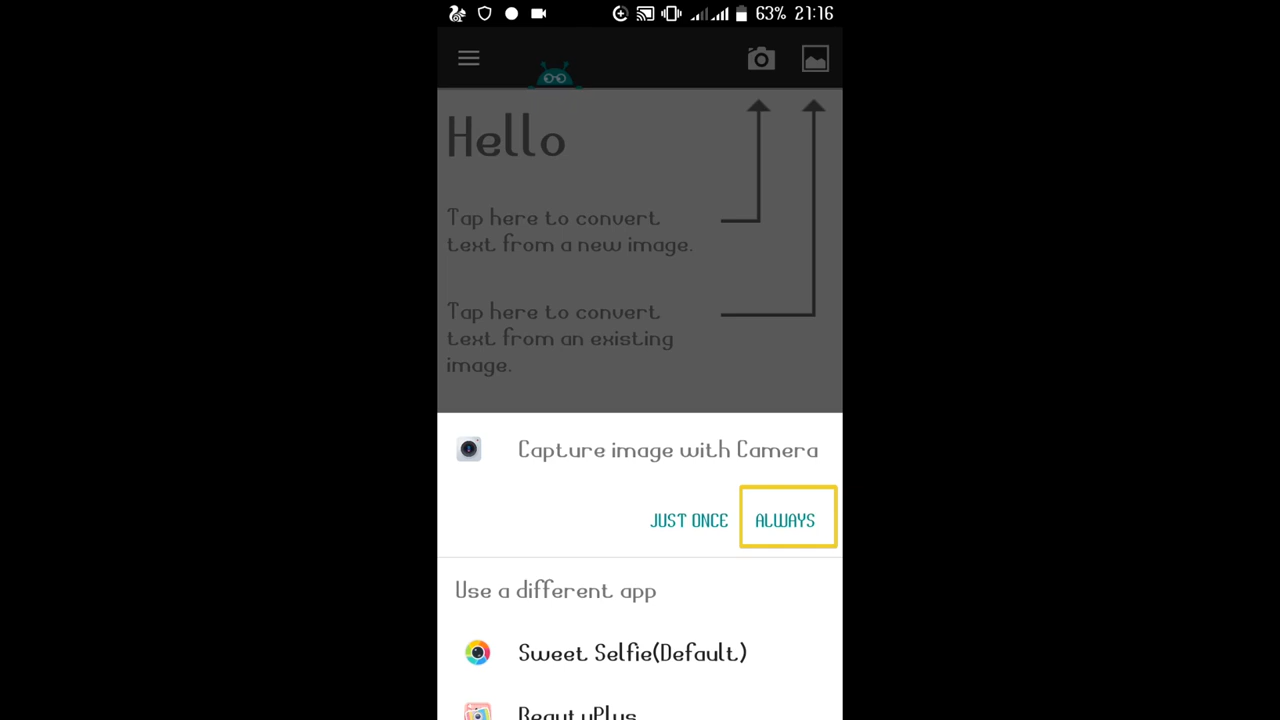 63% 21:16
Hello
Tap here to convert
text from a new image.
Tap here to convert
text from an existing
image.
Capture image with Camera
JUST ONCE ALWAYS
Use a different app
Sweet Selfie(Default)
BeautyPlus